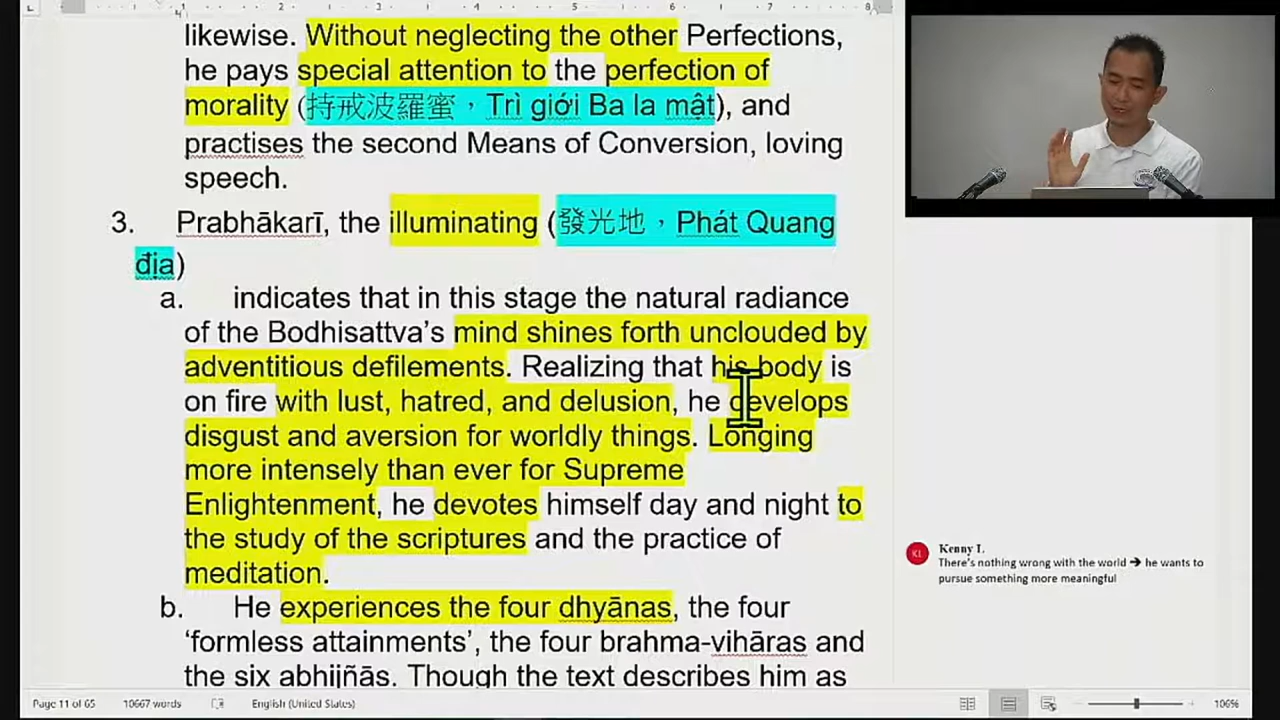 likewise. Without neglecting the other Perfections,
he pays special attention to the perfection of
morality (持戒波羅蜜，Trì giới Ba la mật), and
practises the second Means of Conversion, loving
speech.
3. Prabhākarī, the illuminating (發光地，Phát Quang
địa)
a. indicates that in this stage the natural radiance
of the Bodhisattva’s mind shines forth unclouded by
adventitious defilements. Realizing that his body is
on fire with lust, hatred, and delusion, he develops
disgust and aversion for worldly things. Longing
more intensely than ever for Supreme
Enlightenment, he devotes himself day and night to
the study of the scriptures and the practice of
meditation.
b. He experiences the four dhyānas, the four
‘formless attainments’, the four brahma-vihāras and
the six abhijñās. Though the text describes him as
KL Kenny L
There's nothing wrong with the world → he wants to
pursue something more meaningful
Page 11 of 65 10667 words English (United States) 106%